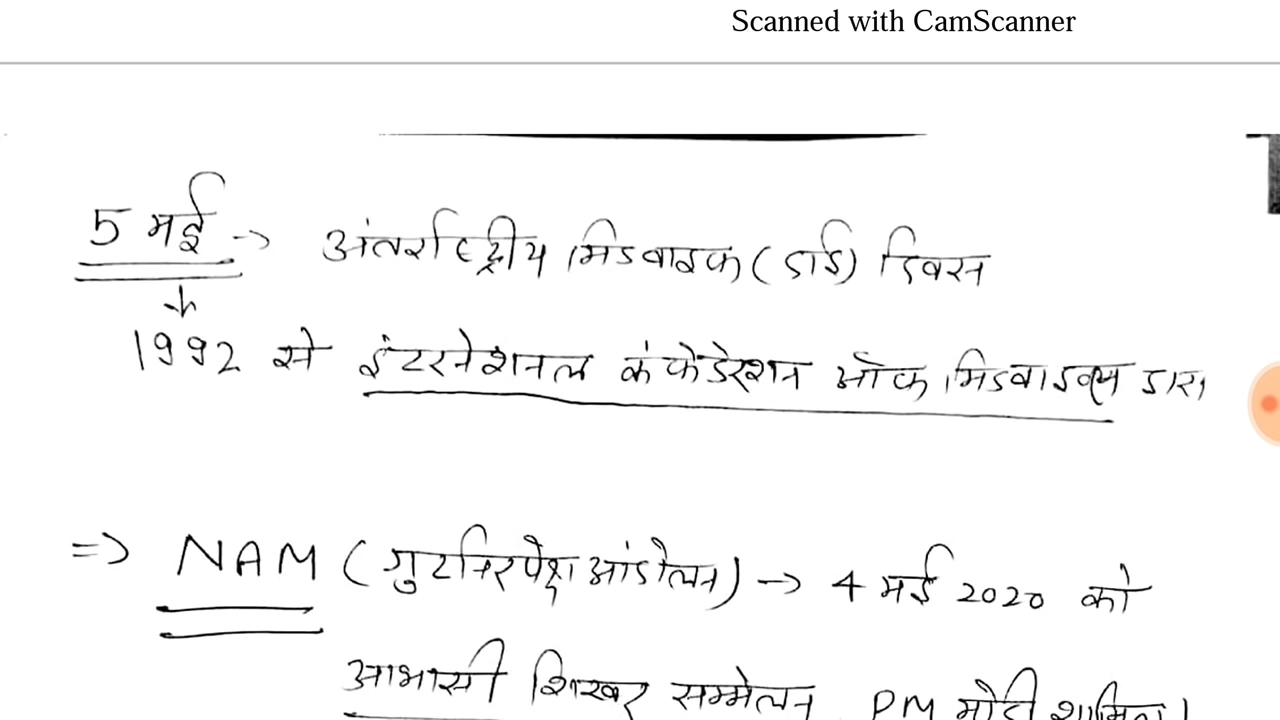 Scanned with CamScanner
5 मई -> अंतर्राष्ट्रीय मिडवाइफ (दाई) दिवस
1992 से इंटरनेशनल कंफेडेरेशन ऑफ मिडवाइव्स द्वारा
=> NAM (गुटनिरपेक्ष आंदोलन) -> 4 मई 2020 को
आभासी शिखर सम्मेलन PM मोदी शामिल।